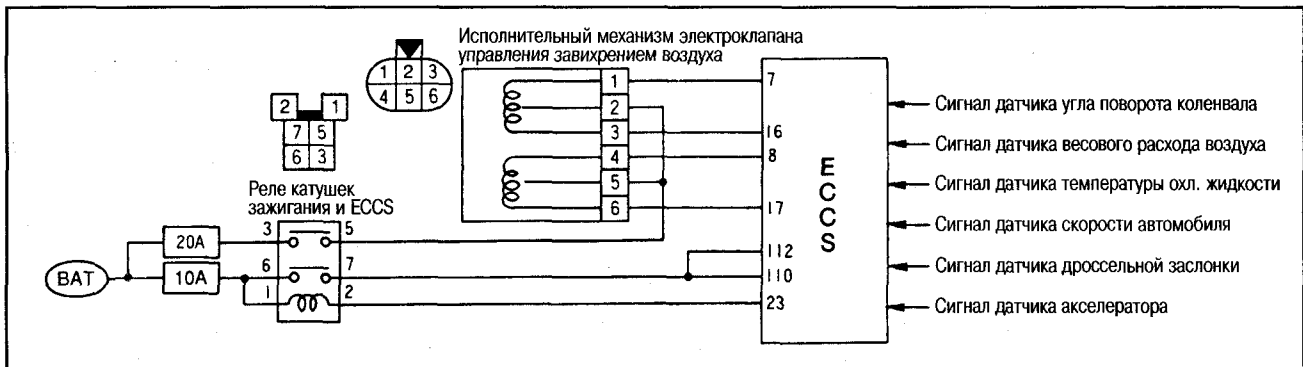 Исполнительный механизм электроклапана
управления завихрением воздуха
1 2 3
4 5 6
2 1
7 5
6 3
Реле катушек
зажигания и ECCS
BAT
20A
10A
3 5
6 7
1 2
1
2
3
4
5
6
7
16
8
17
112
110
23
ECCS
Сигнал датчика угла поворота коленвала
Сигнал датчика весового расхода воздуха
Сигнал датчика температуры охл. жидкости
Сигнал датчика скорости автомобиля
Сигнал датчика дроссельной заслонки
Сигнал датчика акселератора